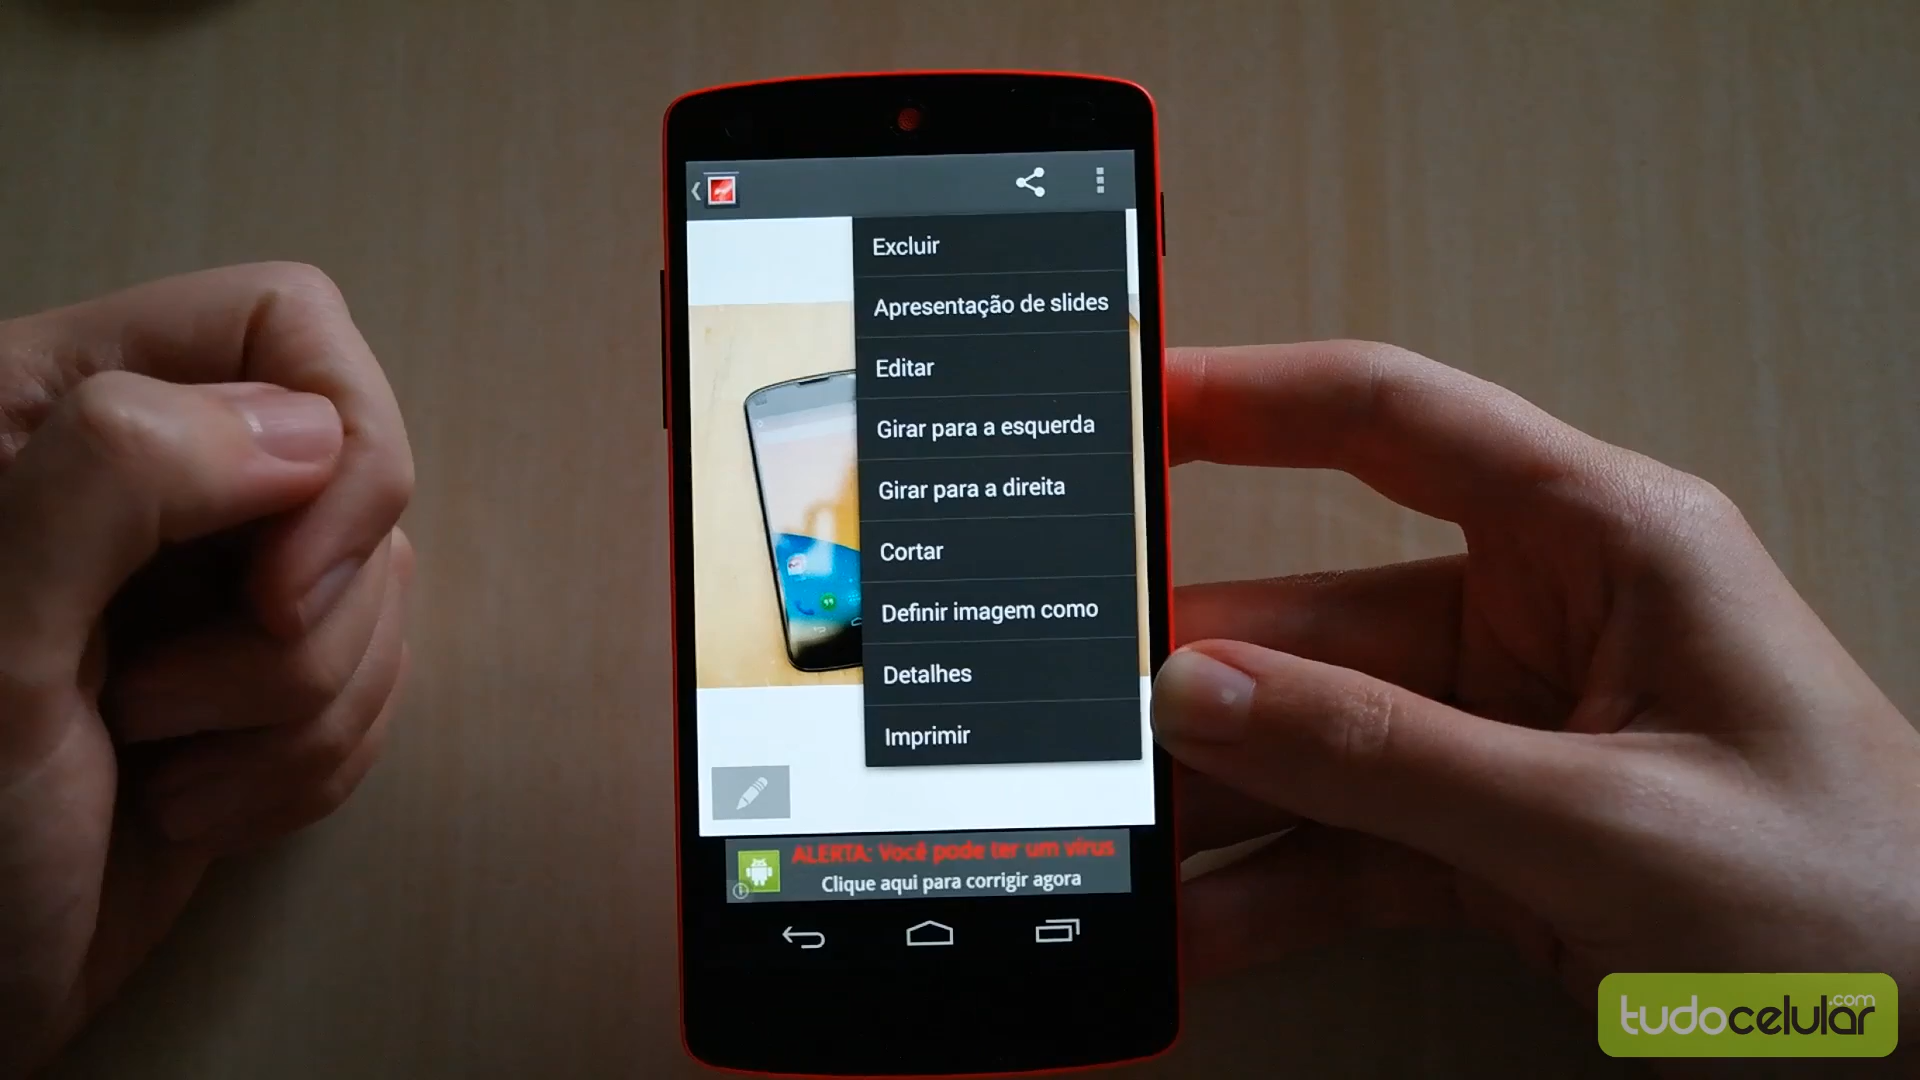 Excluir
Apresentação de slides
Editar
Girar para a esquerda
Girar para a direita
Cortar
Definir imagem como
Detalhes
Imprimir
ALERTA: Você pode ter um vírus
Clique aqui para corrigir agora
tudocelular.com